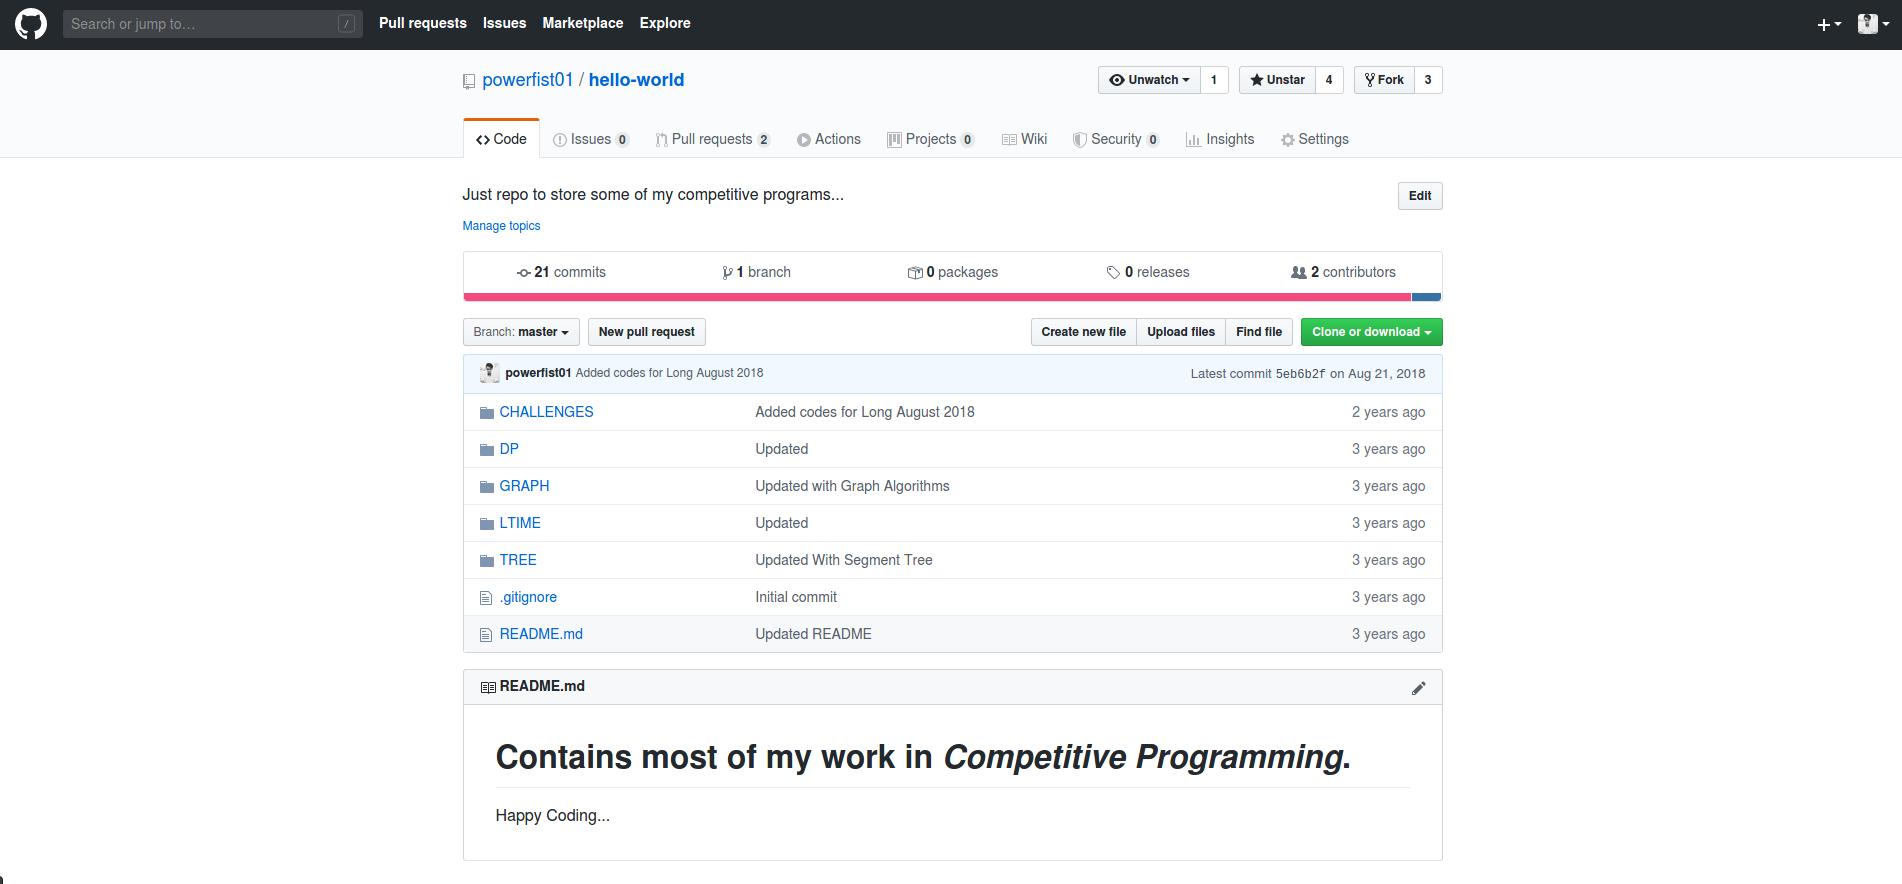 Search or jump to… /
Pull requests Issues Marketplace Explore
powerfist01 / hello-world
Unwatch 1 Unstar 4 Fork 3
Code Issues 0 Pull requests 2 Actions Projects 0 Wiki Security 0 Insights Settings
Just repo to store some of my competitive programs... Edit
Manage topics
21 commits 1 branch 0 packages 0 releases 2 contributors
Branch: master New pull request Create new file Upload files Find file Clone or download
powerfist01 Added codes for Long August 2018 Latest commit 5eb6b2f on Aug 21, 2018
CHALLENGES Added codes for Long August 2018 2 years ago
DP Updated 3 years ago
GRAPH Updated with Graph Algorithms 3 years ago
LTIME Updated 3 years ago
TREE Updated With Segment Tree 3 years ago
.gitignore Initial commit 3 years ago
README.md Updated README 3 years ago
README.md
Contains most of my work in Competitive Programming.
Happy Coding...